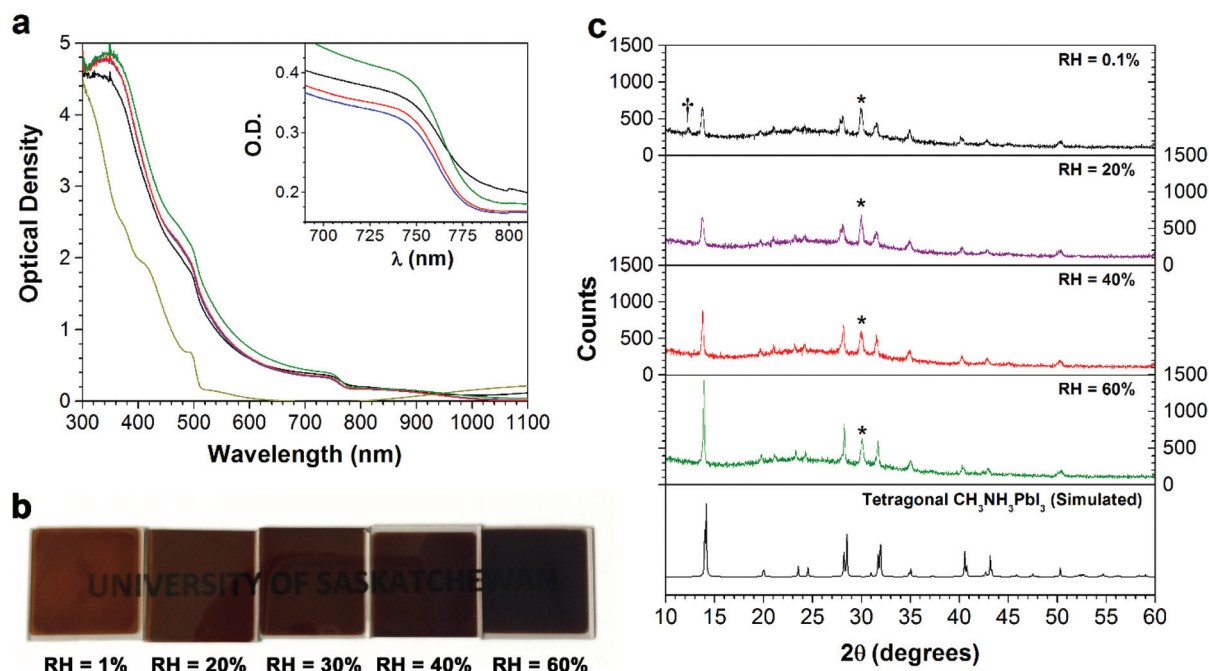 a
5
4
3
2
1
0
Optical Density
300 400 500 600 700 800 900 1000 1100
Wavelength (nm)
0.4
0.3
0.2
O.D.
700 725 750 775 800
λ (nm)
b
UNIVERSITY OF SASKATCHEWAN
RH = 1% RH = 20% RH = 30% RH = 40% RH = 60%
c
1500
1000
500
0
RH = 0.1%
†
*
1500
1000
500
0
RH = 20%
*
1500
1000
500
0
RH = 40%
*
1500
1000
500
0
RH = 60%
*
Tetragonal CH₃NH₃PbI₃ (Simulated)
Counts
10 15 20 25 30 35 40 45 50 55 60
2θ (degrees)